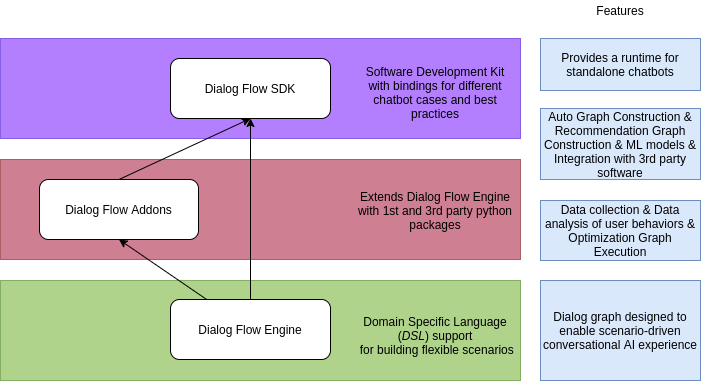 Features
Dialog Flow SDK
Software Development Kit
with bindings for different
chatbot cases and best
practices
Provides a runtime for
standalone chatbots
Auto Graph Construction &
Recommendation Graph
Construction & ML models &
Integration with 3rd party
software
Dialog Flow Addons
Extends Dialog Flow Engine
with 1st and 3rd party python
packages
Data collection & Data
analysis of user behaviors &
Optimization Graph
Execution
Dialog Flow Engine
Domain Specific Language
(DSL) support
for building flexible scenarios
Dialog graph designed to
enable scenario-driven
conversational AI experience